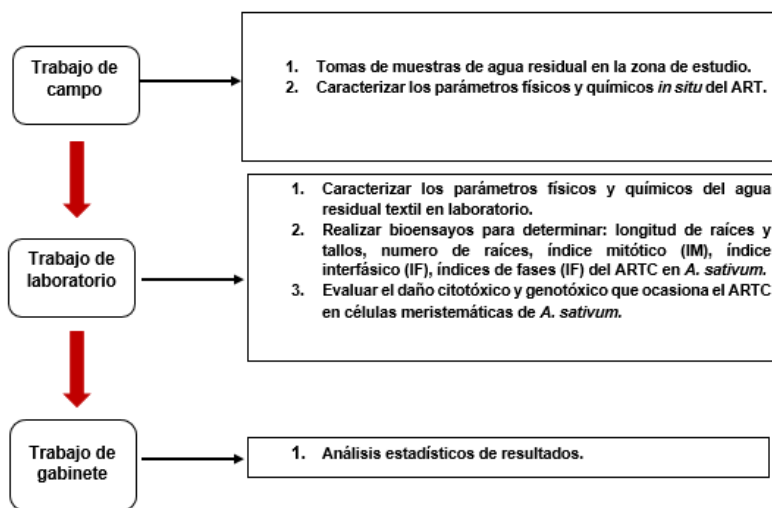 Trabajo de
campo
1. Tomas de muestras de agua residual en la zona de estudio.
2. Caracterizar los parámetros físicos y químicos in situ del ART.
Trabajo de
laboratorio
1. Caracterizar los parámetros físicos y químicos del agua
residual textil en laboratorio.
2. Realizar bioensayos para determinar: longitud de raíces y
tallos, numero de raíces, índice mitótico (IM), índice
interfásico (IF), índices de fases (IF) del ARTC en A. sativum.
3. Evaluar el daño citotóxico y genotóxico que ocasiona el ARTC
en células meristemáticas de A. sativum.
Trabajo de
gabinete
1. Análisis estadísticos de resultados.